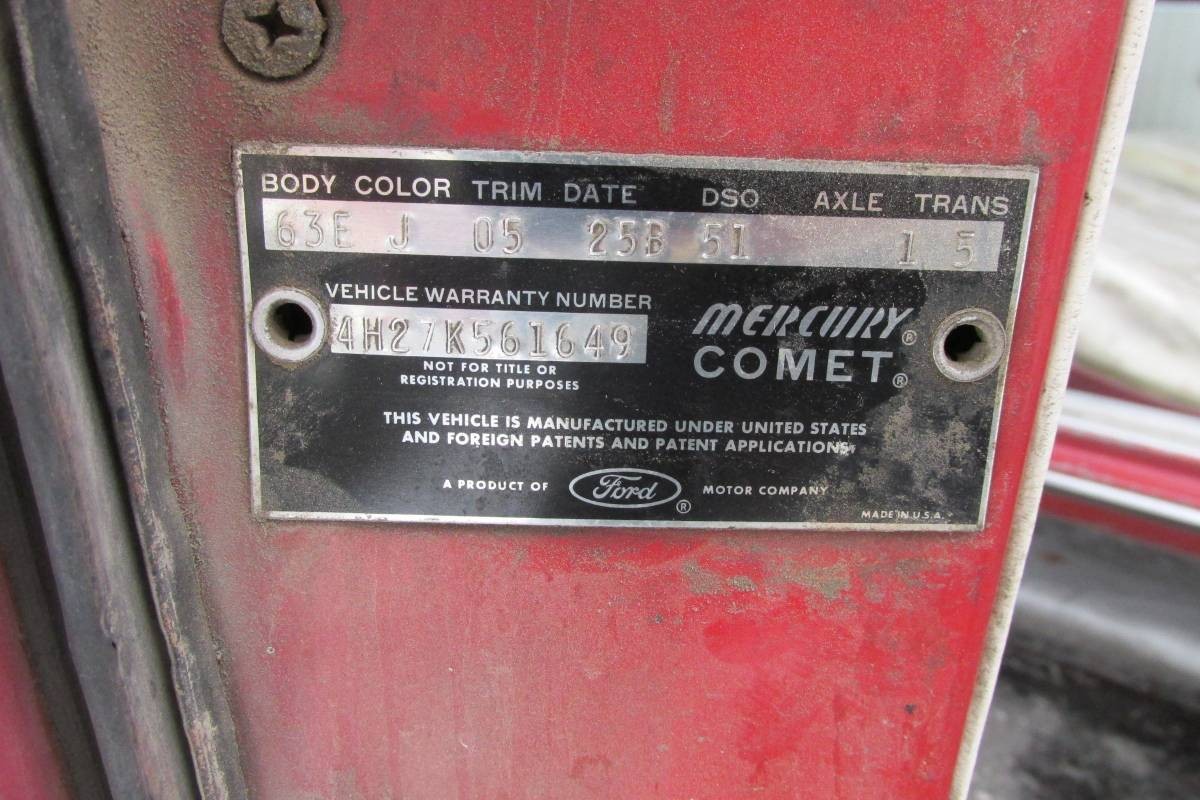 BODY COLOR TRIM DATE DSO AXLE TRANS
63E J 05 25B 51 1 5
VEHICLE WARRANTY NUMBER
4H27K561649
NOT FOR TITLE OR
REGISTRATION PURPOSES
MERCURY®
COMET®
THIS VEHICLE IS MANUFACTURED UNDER UNITED STATES
AND FOREIGN PATENTS AND PATENT APPLICATIONS.
A PRODUCT OF Ford® MOTOR COMPANY
MADE IN U.S.A.